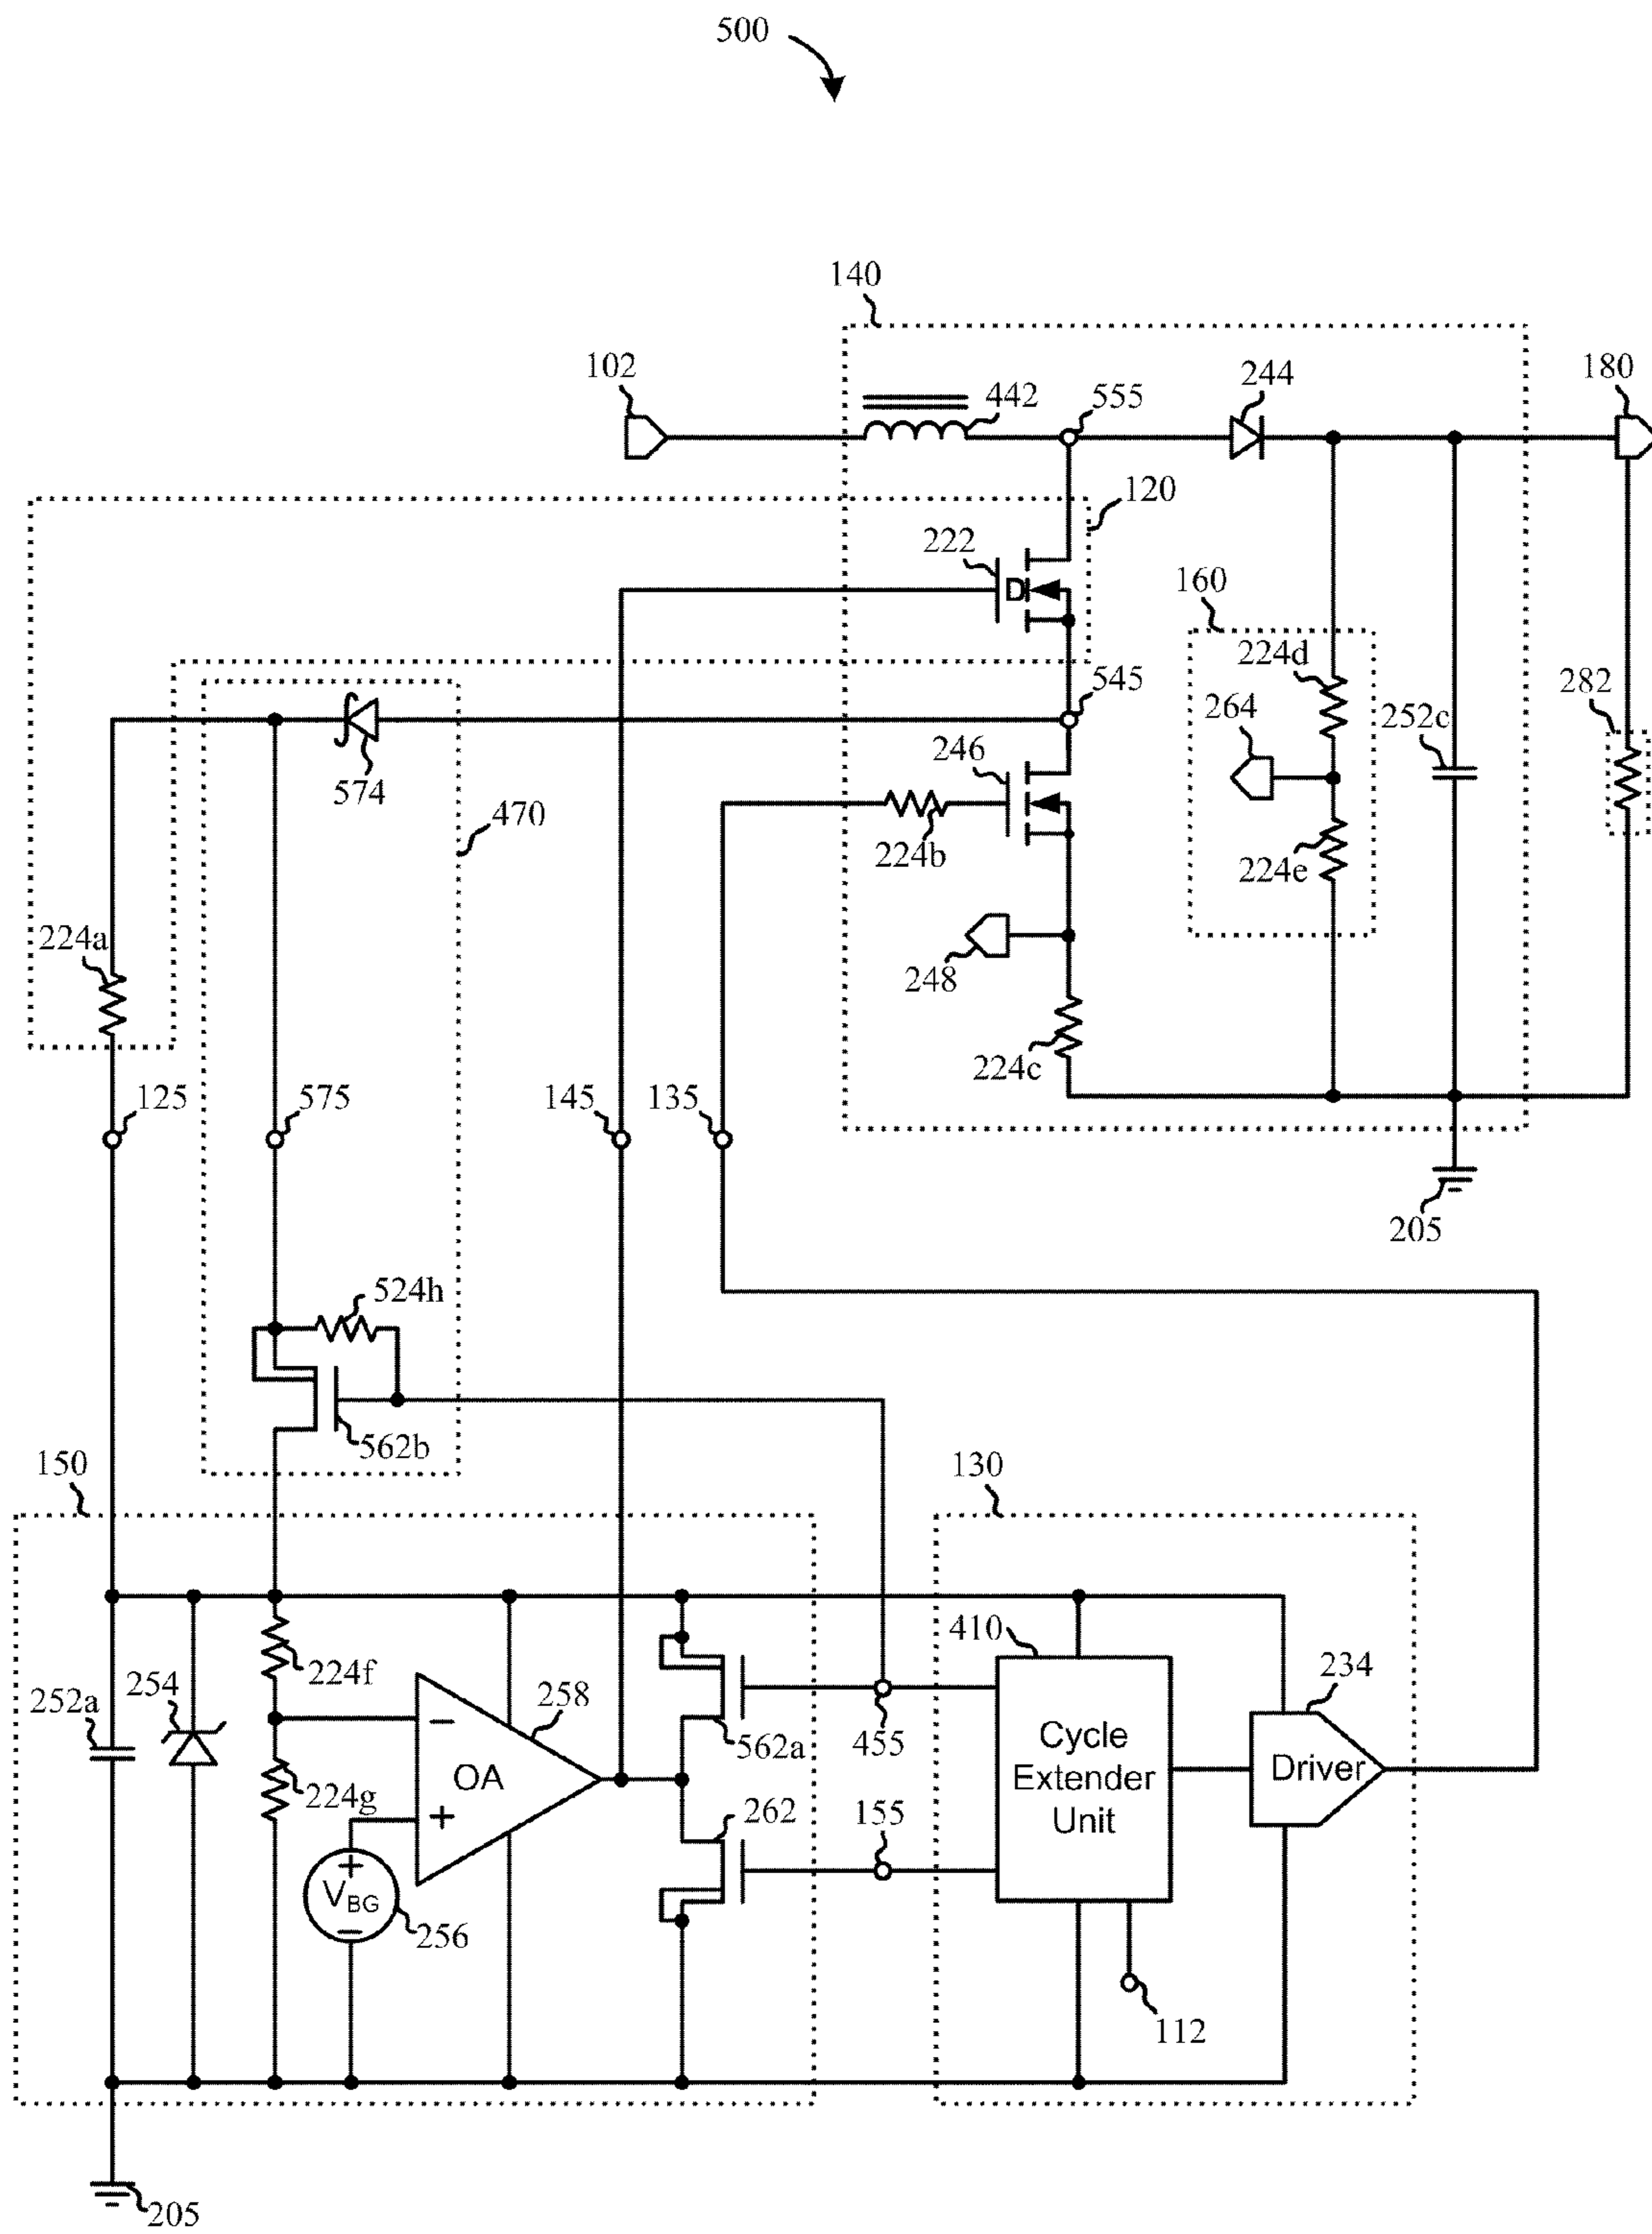 500
140
102
442
555
244
180
120
222
D
160
224d
545
264
282
252c
246
574
470
224b
224e
224a
248
224c
125
575
145
135
205
524h
562b
150
130
410
224f
234
252a
254
258
562a
455
Cycle
Extender
Unit
Driver
−
OA
224g
+
262
155
+
VBG
−
256
112
205